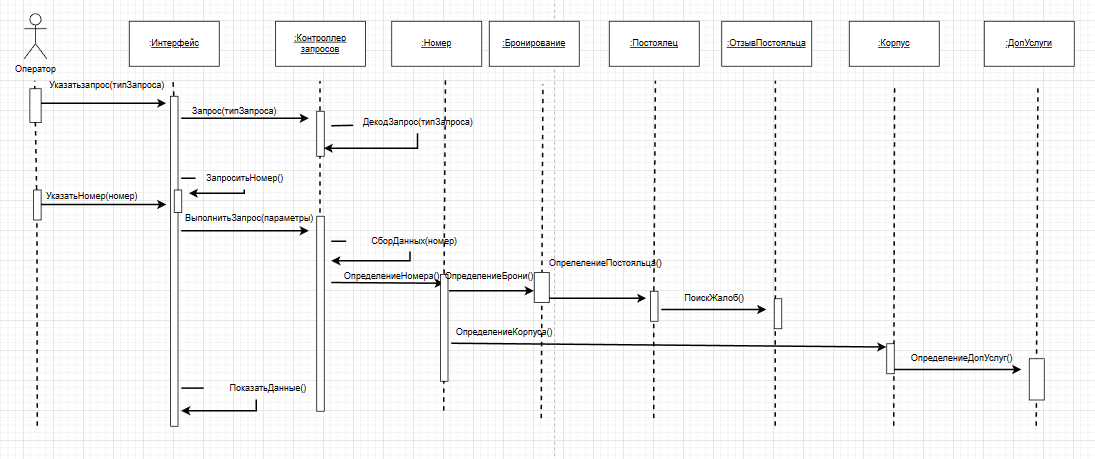 Оператор
:Интерфейс
:Контроллер
запросов
:Номер
:Бронирование
:Постоялец
:ОтзывПостояльца
:Корпус
:ДопУслуги
Указатьзапрос(типЗапроса)
Запрос(типЗапроса)
ДекодЗапрос(типЗапроса)
ЗапроситьНомер()
УказатьНомер(номер)
ВыполнитьЗапрос(параметры)
СборДанных(номер)
ОпределениеНомера()
ОпределениеБрони()
ОпрелелениеПостояльца()
ПоискЖалоб()
ОпределениеКорпуса()
ОпределениеДопУслуг()
ПоказатьДанные()